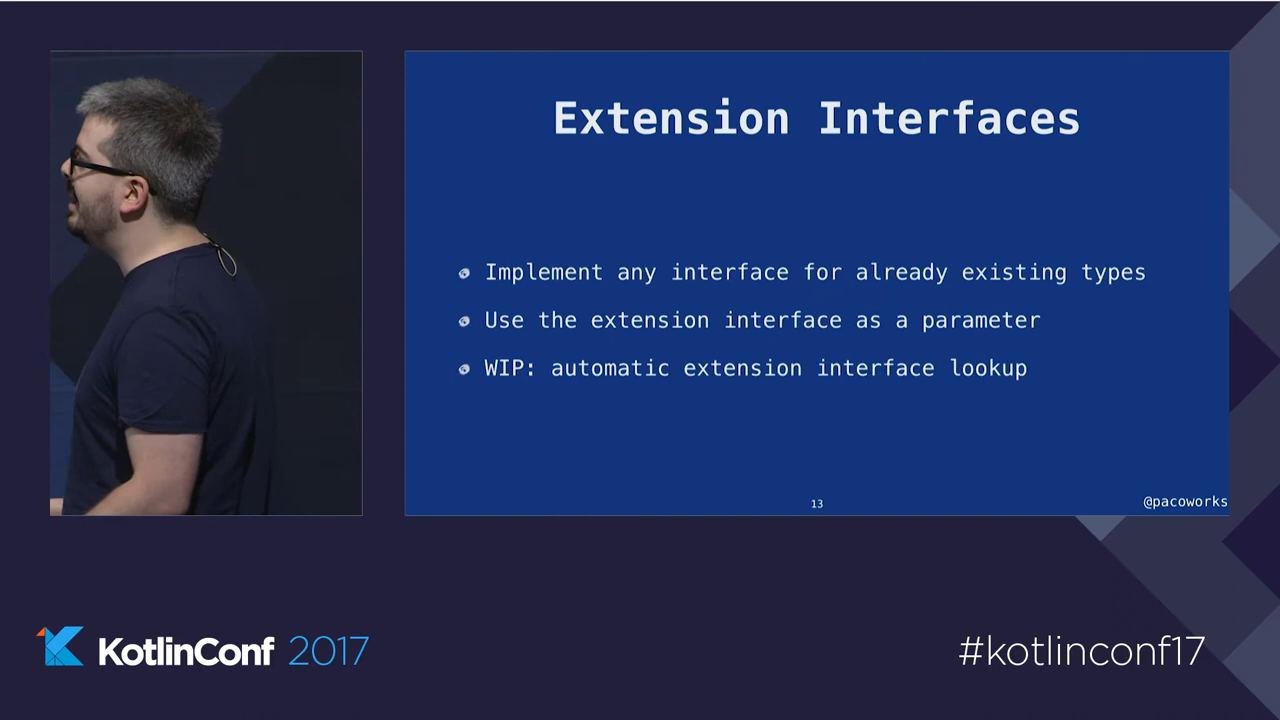 Extension Interfaces
Implement any interface for already existing types
Use the extension interface as a parameter
WIP: automatic extension interface lookup
13
@pacoworks
KotlinConf 2017
#kotlinconf17